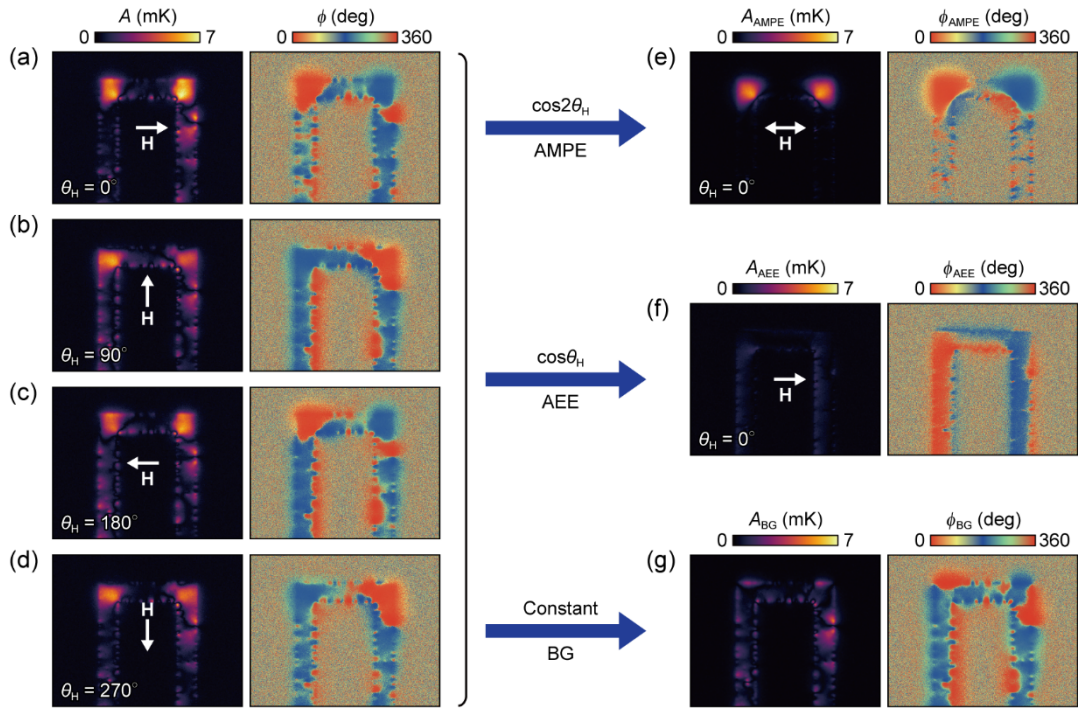 A (mK)
0 7
ϕ (deg)
0 360
(a)
H
θH = 0°
(b)
H
θH = 90°
(c)
H
θH = 180°
(d)
H
θH = 270°
cos2θH
AMPE
cosθH
AEE
Constant
BG
AAMPE (mK)
0 7
ϕAMPE (deg)
0 360
(e)
H
θH = 0°
AAEE (mK)
0 7
ϕAEE (deg)
0 360
(f)
H
θH = 0°
ABG (mK)
0 7
ϕBG (deg)
0 360
(g)